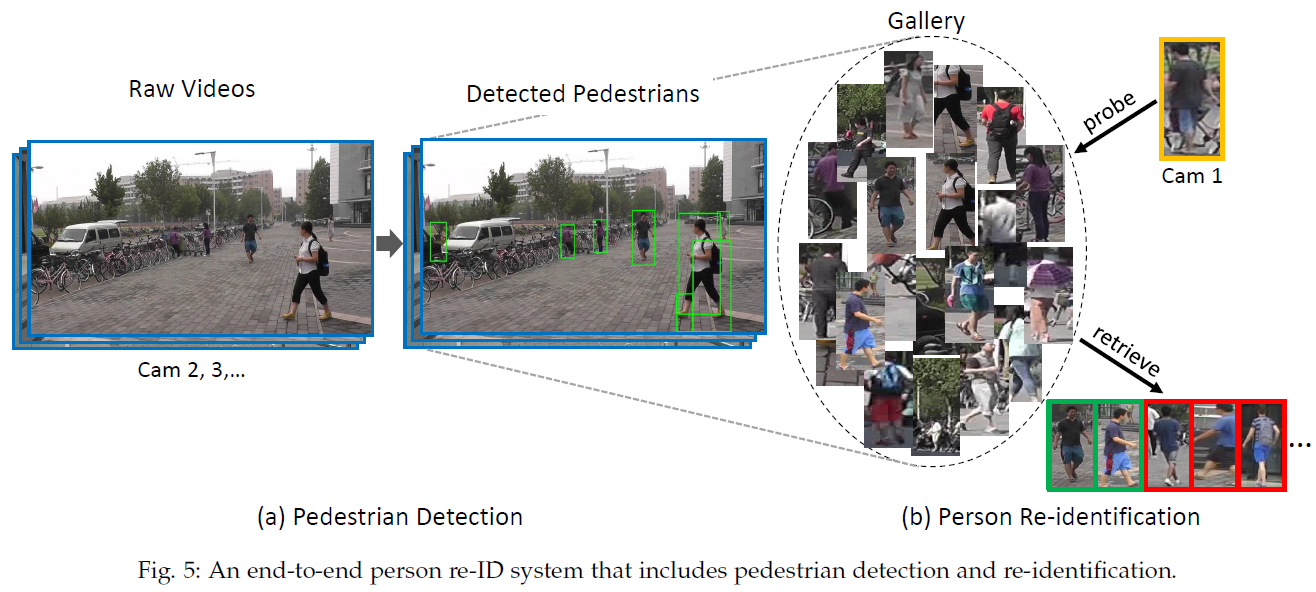 Gallery
Raw Videos
Detected Pedestrians
probe
Cam 1
Cam 2, 3,...
retrieve
...
(a) Pedestrian Detection
(b) Person Re-identification
Fig. 5: An end-to-end person re-ID system that includes pedestrian detection and re-identification.